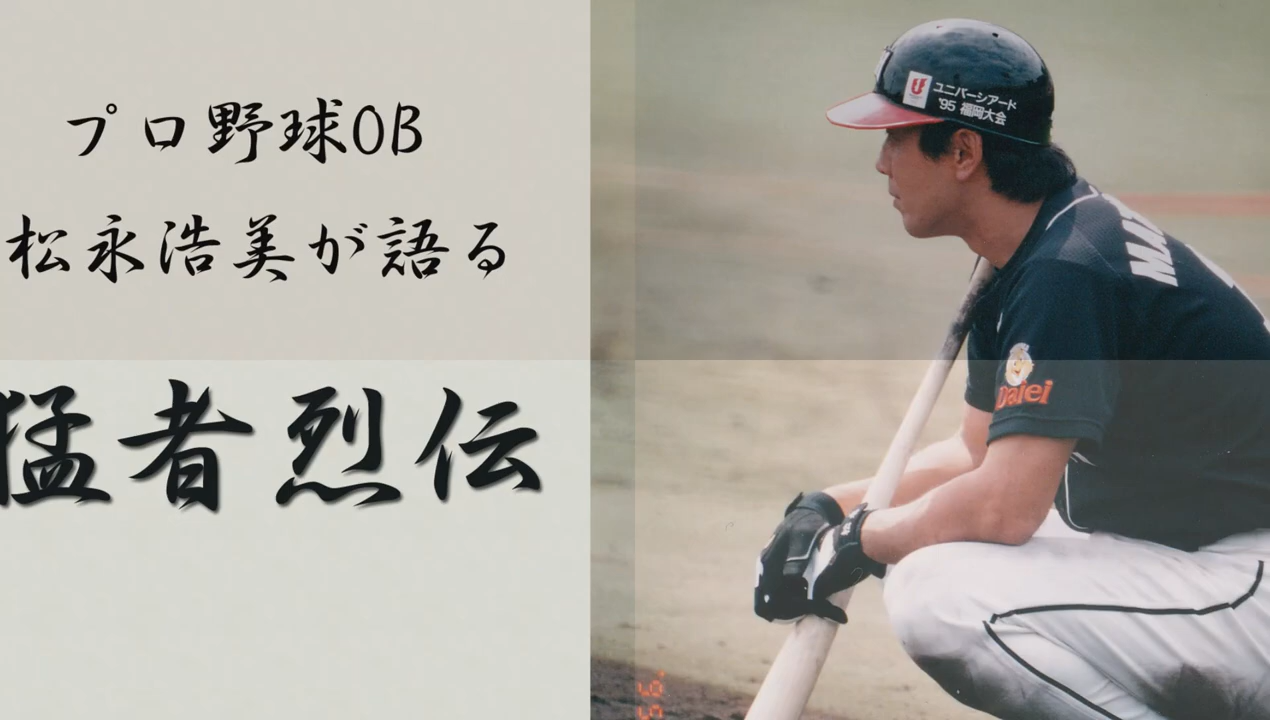 プロ野球OB
松永浩美が語る
猛者烈伝
ユニバーシアード
'95 福岡大会
Daiei